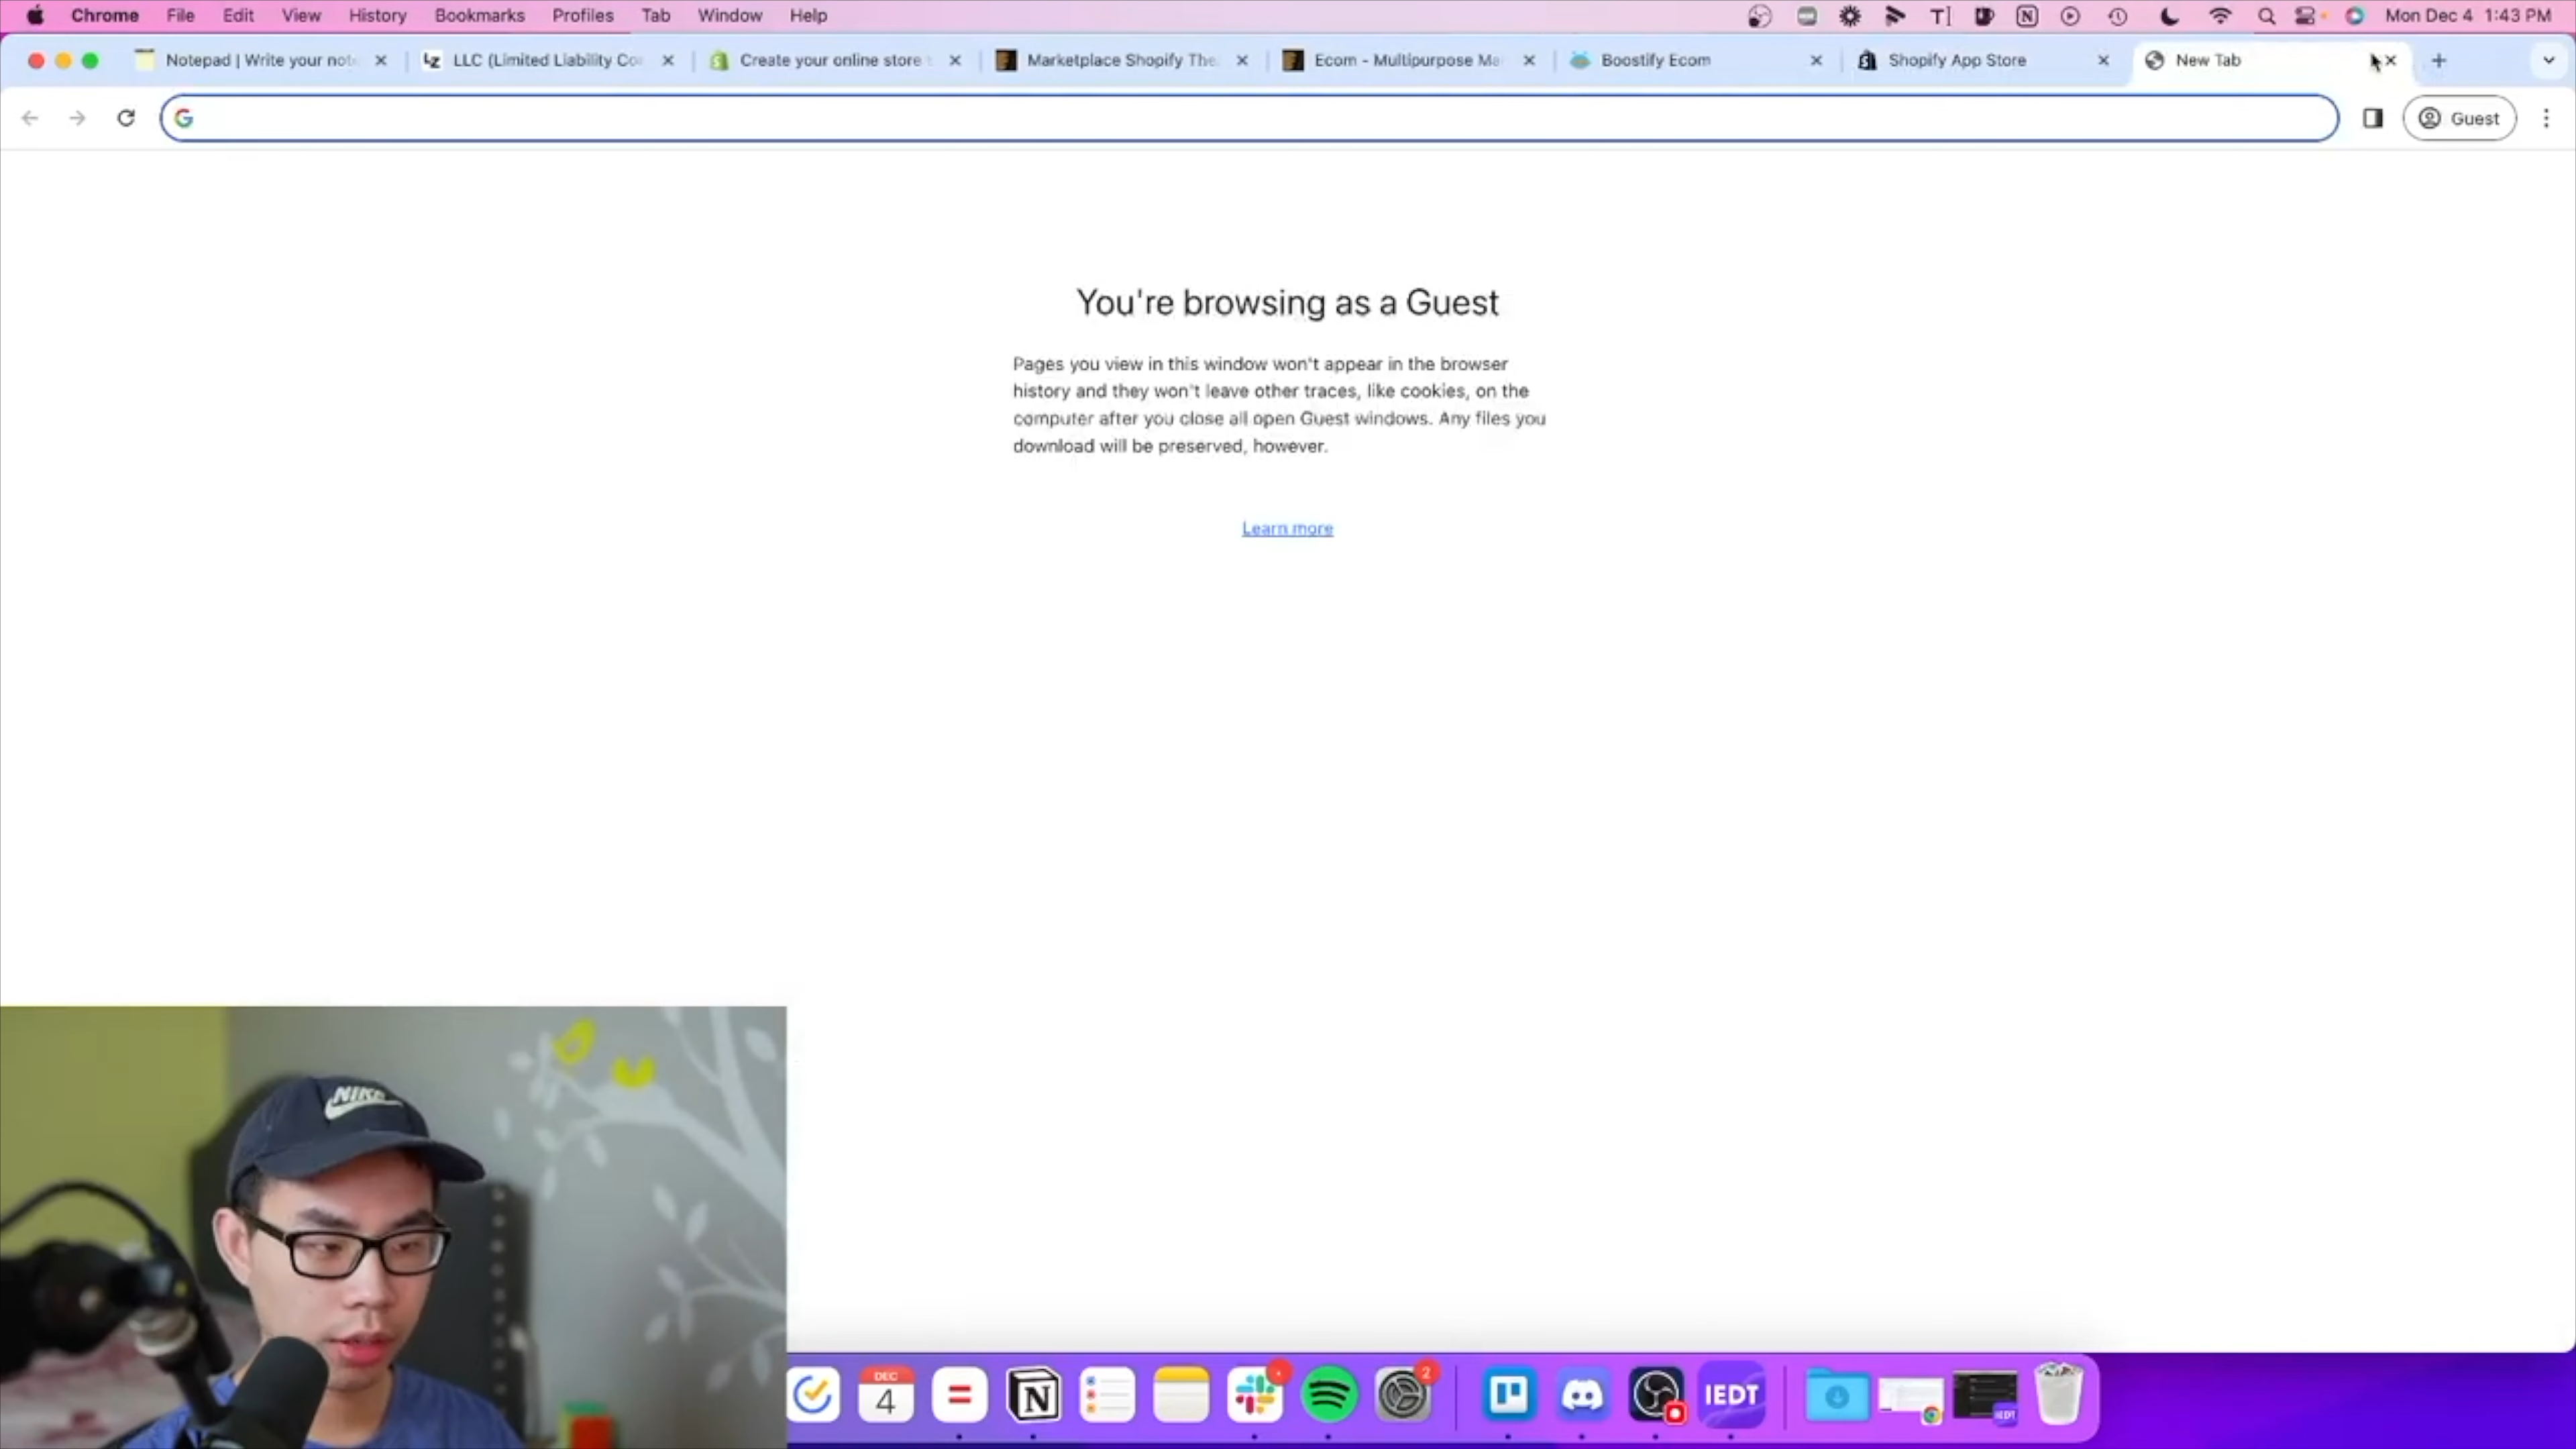 Chrome File Edit View History Bookmarks Profiles Tab Window Help Mon Dec 4 1:43 PM
Notepad | Write your not LLC (Limited Liability Co Create your online store Marketplace Shopify The Ecom - Multipurpose Ma Boostify Ecom Shopify App Store New Tab
Guest
You're browsing as a Guest
Pages you view in this window won't appear in the browser
history and they won't leave other traces, like cookies, on the
computer after you close all open Guest windows. Any files you
download will be preserved, however.
Learn more
NIKE
DEC
4
2
IEDT
IEDT